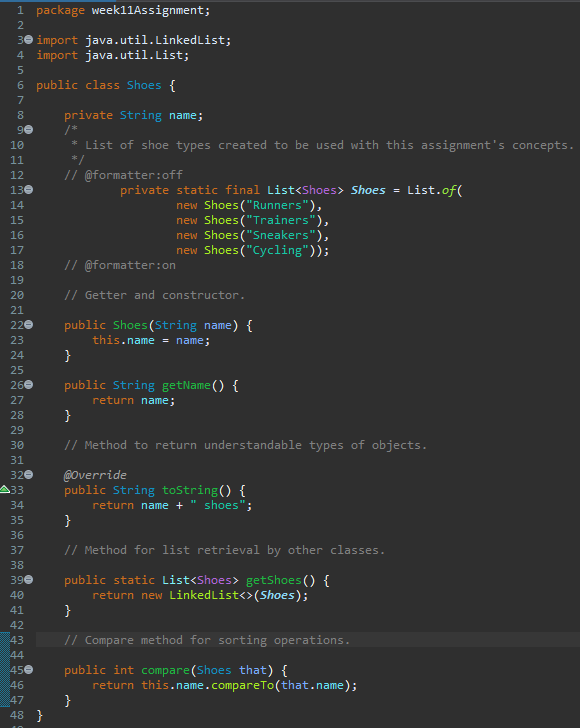 1 package week11Assignment;
2
3 import java.util.LinkedList;
4 import java.util.List;
5
6 public class Shoes {
7
8     private String name;
9     /*
10      * List of shoe types created to be used with this assignment's concepts.
11      */
12     // @formatter:off
13             private static final List<Shoes> Shoes = List.of(
14                     new Shoes("Runners"),
15                     new Shoes("Trainers"),
16                     new Shoes("Sneakers"),
17                     new Shoes("Cycling"));
18     // @formatter:on
19
20     // Getter and constructor.
21
22     public Shoes(String name) {
23         this.name = name;
24     }
25
26     public String getName() {
27         return name;
28     }
29
30     // Method to return understandable types of objects.
31
32     @Override
33     public String toString() {
34         return name + " shoes";
35     }
36
37     // Method for list retrieval by other classes.
38
39     public static List<Shoes> getShoes() {
40         return new LinkedList<>(Shoes);
41     }
42
43     // Compare method for sorting operations.
44
45     public int compare(Shoes that) {
46         return this.name.compareTo(that.name);
47     }
48 }